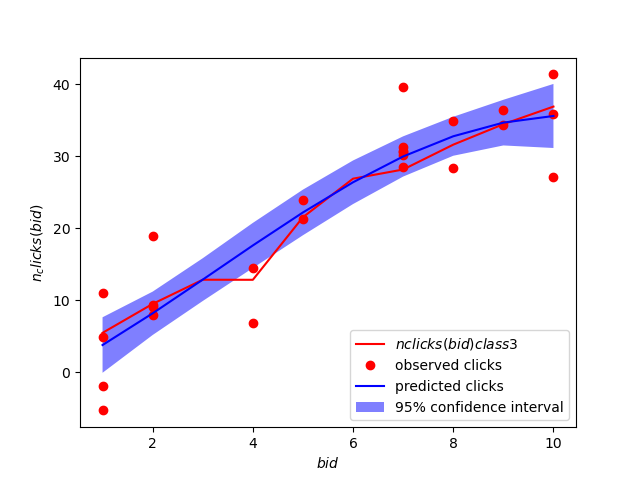 40
30
20
10
0
n_clicks(bid)
2
4
6
8
10
bid
nclicks(bid)class3
observed clicks
predicted clicks
95% confidence interval